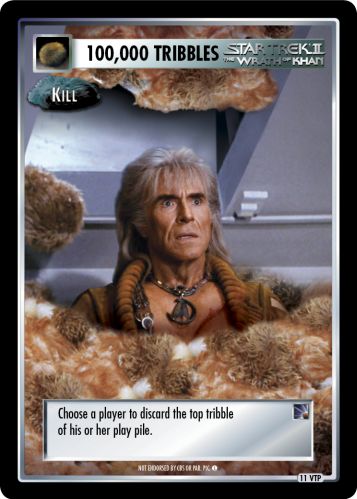 100,000 TRIBBLES
STAR TREK II
THE WRATH OF KHAN
KILL
Choose a player to discard the top tribble
of his or her play pile.
NOT ENDORSED BY CBS OR PAR. PIC.
11 VTP